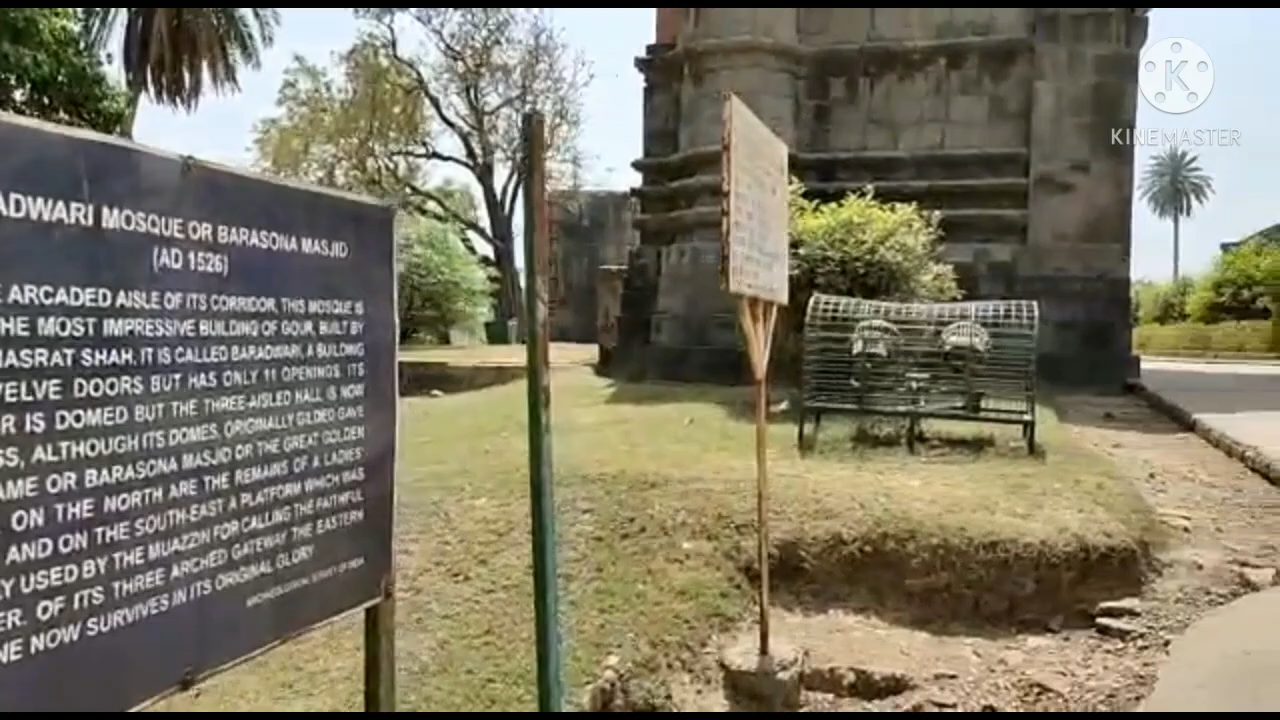 ADWARI MOSQUE OR BARASONA MASJID
(AD 1526)
E ARCADED AISLE OF ITS CORRIDOR, THIS MOSQUE IS
HE MOST IMPRESSIVE BUILDING OF GOUR, BUILT BY
NASRAT SHAH. IT IS CALLED BARADWARI, A BUILDING
WELVE DOORS BUT HAS ONLY 11 OPENINGS. ITS
R IS DOMED BUT THE THREE-AISLED HALL IS NOW
SS, ALTHOUGH ITS DOMES, ORIGINALLY GILDED GAVE
AME OR BARASONA MASJID OR THE GREAT GOLDEN
ON THE NORTH ARE THE REMAINS OF A LADIES'
AND ON THE SOUTH-EAST A PLATFORM WHICH WAS
LY USED BY THE MUAZZIN FOR CALLING THE FAITHFUL
ER. OF ITS THREE ARCHED GATEWAY THE EASTERN
NE NOW SURVIVES IN ITS ORIGINAL GLORY
ARCHAEOLOGICAL SURVEY OF INDIA
K
KINEMASTER